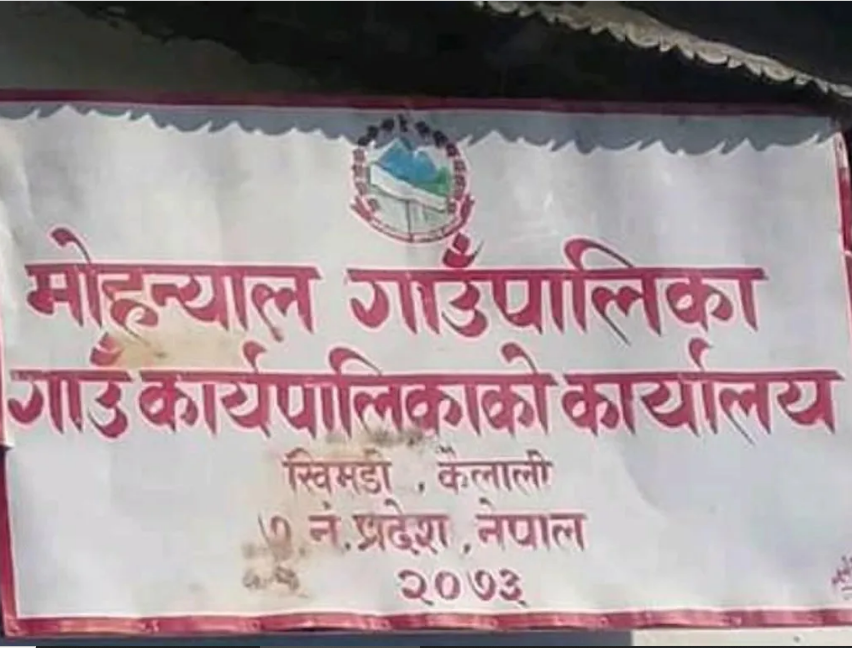 मोहन्याल गाउँपालिका
गाउँ कार्यपालिकाको कार्यालय
खिमडी , कैलाली
७ नं. प्रदेश , नेपाल
२०७३